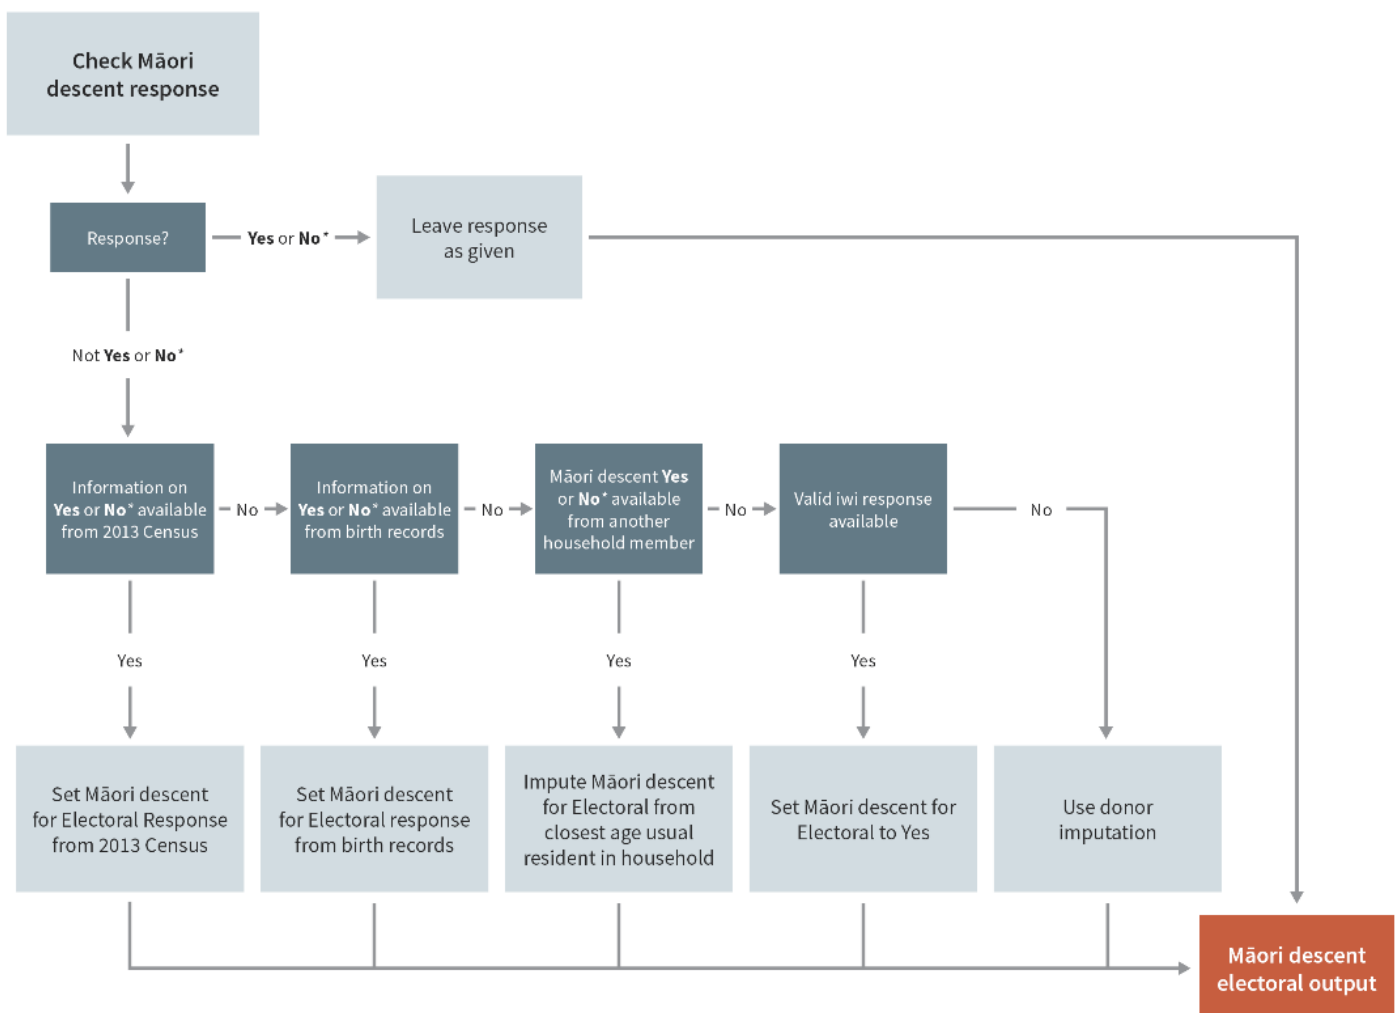 Check Māori
descent response
Response?
Yes or No*
Leave response
as given
Not Yes or No*
Information on
Yes or No* available
from 2013 Census
No
Information on
Yes or No* available
from birth records
No
Māori descent Yes
or No* available
from another
household member
No
Valid iwi response
available
No
Yes
Yes
Yes
Yes
Set Māori descent
for Electoral Response
from 2013 Census
Set Māori descent
for Electoral response
from birth records
Impute Māori descent
for Electoral from
closest age usual
resident in household
Set Māori descent for
Electoral to Yes
Use donor
imputation
Māori descent
electoral output